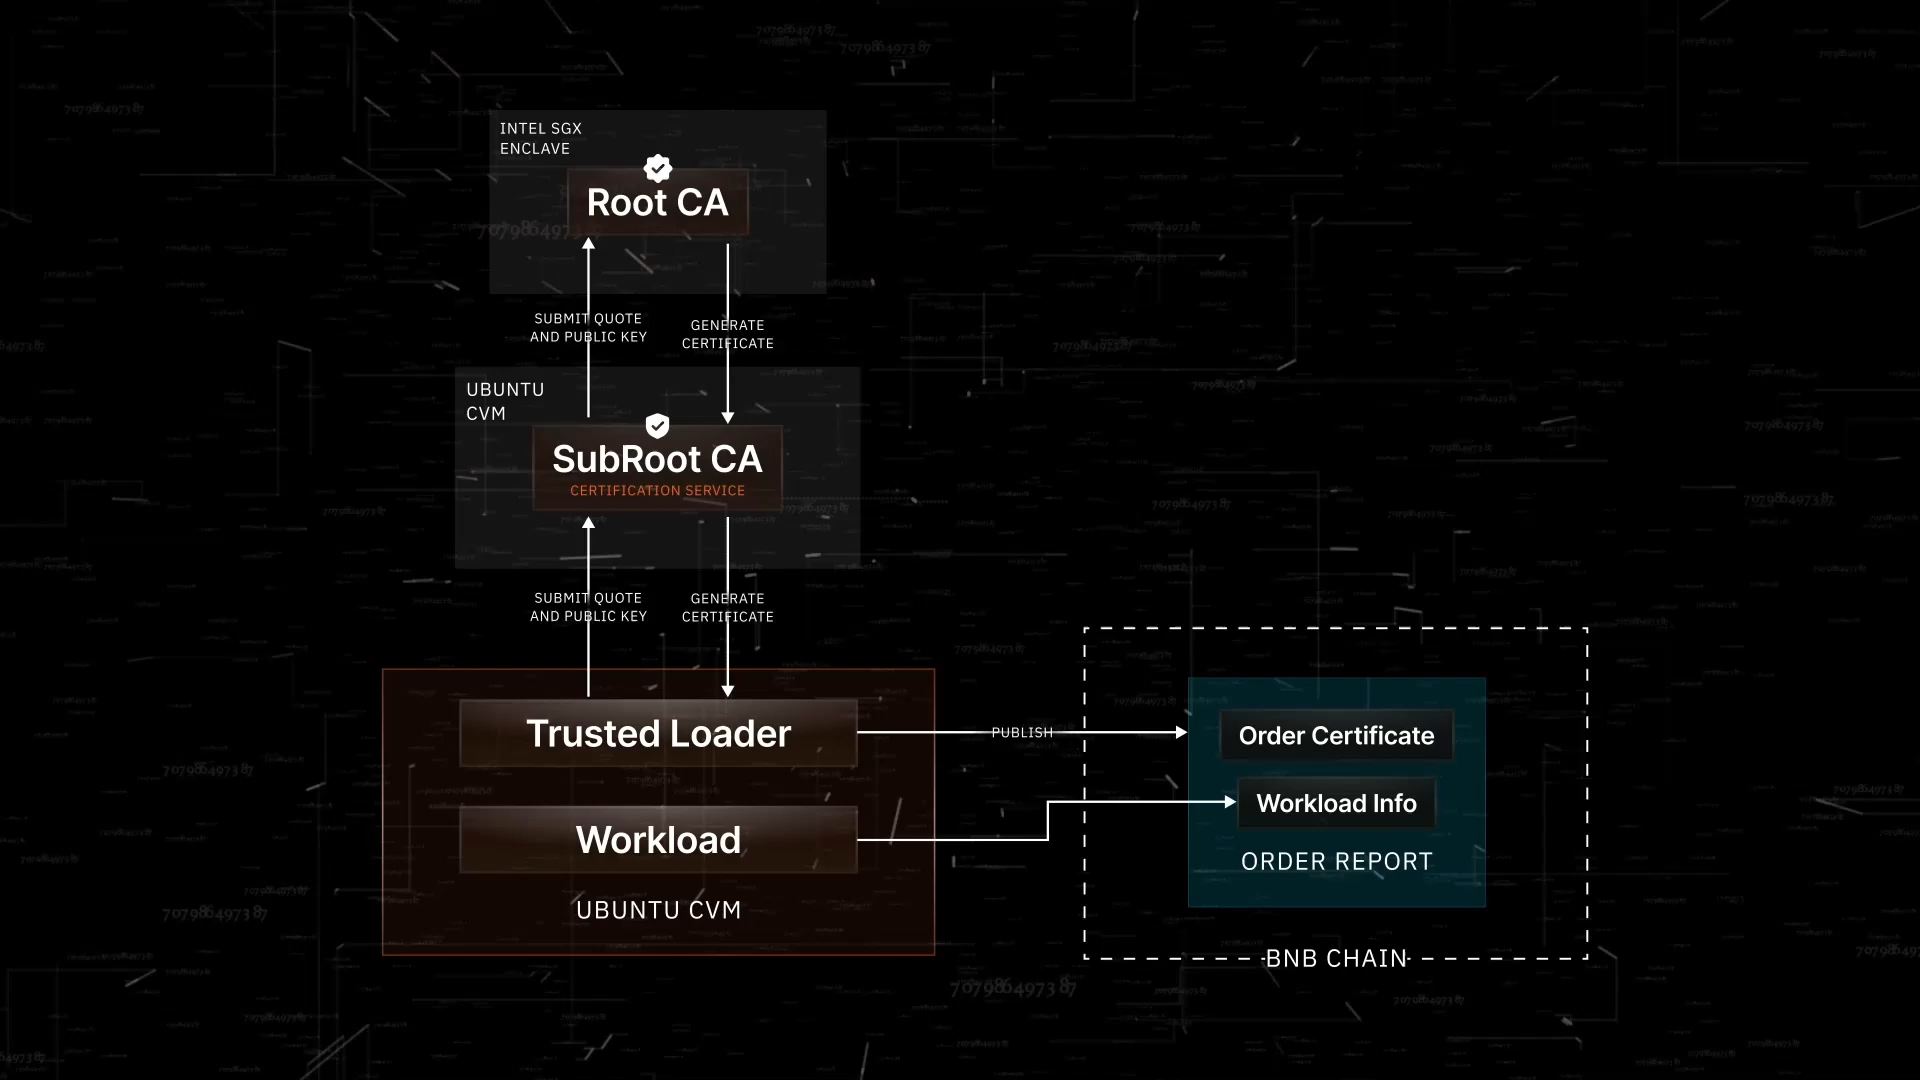 INTEL SGX
ENCLAVE
Root CA
SUBMIT QUOTE
AND PUBLIC KEY
GENERATE
CERTIFICATE
UBUNTU
CVM
SubRoot CA
CERTIFICATION SERVICE
SUBMIT QUOTE
AND PUBLIC KEY
GENERATE
CERTIFICATE
Trusted Loader
Workload
UBUNTU CVM
PUBLISH
Order Certificate
Workload Info
ORDER REPORT
BNB CHAIN